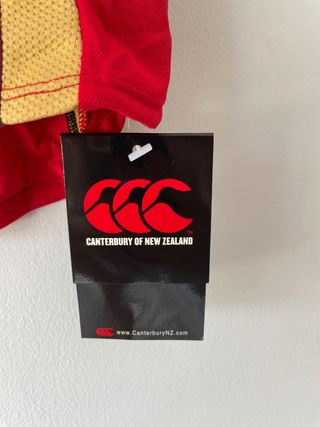 CANTERBURY OF NEW ZEALAND
www.CanterburyNZ.com